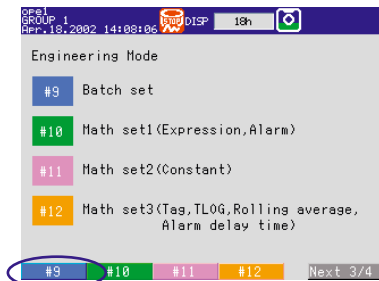 opel
GROUP 1
Apr.18.2002 14:08:06 STOP DISP 18h
Engineering Mode
#9 Batch set
#10 Math set1(Expression,Alarm)
#11 Math set2(Constant)
#12 Math set3(Tag,TLOG,Rolling average,
Alarm delay time)
#9 #10 #11 #12 Next 3/4